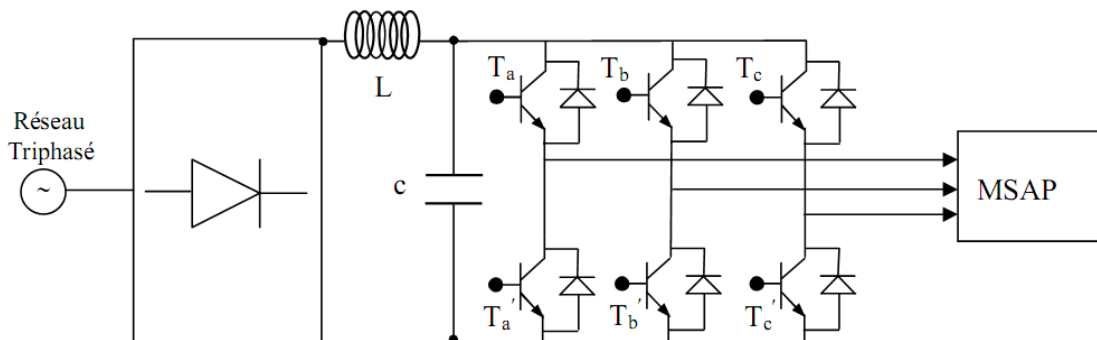 Réseau
Triphasé
~
L
c
Ta
Tb
Tc
MSAP
Ta'
Tb'
Tc'